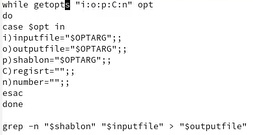 while getopts "i:o:p:C:n" opt
do
case $opt in
i)inputfile="$OPTARG";;
o)outputfile="$OPTARG";;
p)shablon="$OPTARG";;
C)regisrt="";;
n)number="";;
esac
done
grep -n "$shablon" "$inputfile" > "$outputfile"